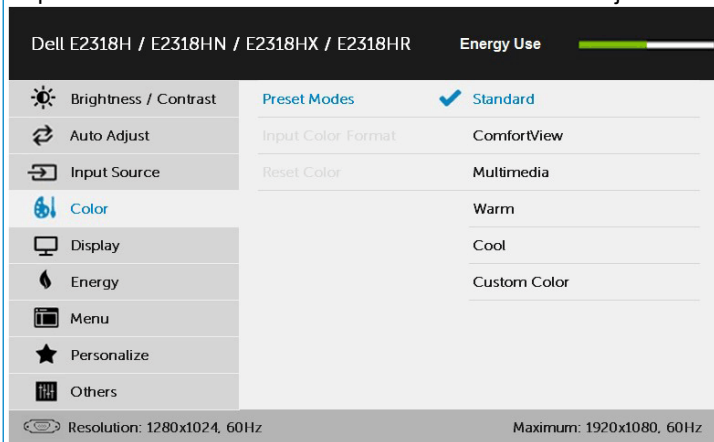 Dell E2318H / E2318HN / E2318HX / E2318HR Energy Use
Brightness / Contrast Preset Modes Standard
Auto Adjust Input Color Format ComfortView
Input Source Reset Color Multimedia
Color Warm
Display Cool
Energy Custom Color
Menu
Personalize
Others
Resolution: 1280x1024, 60Hz Maximum: 1920x1080, 60Hz